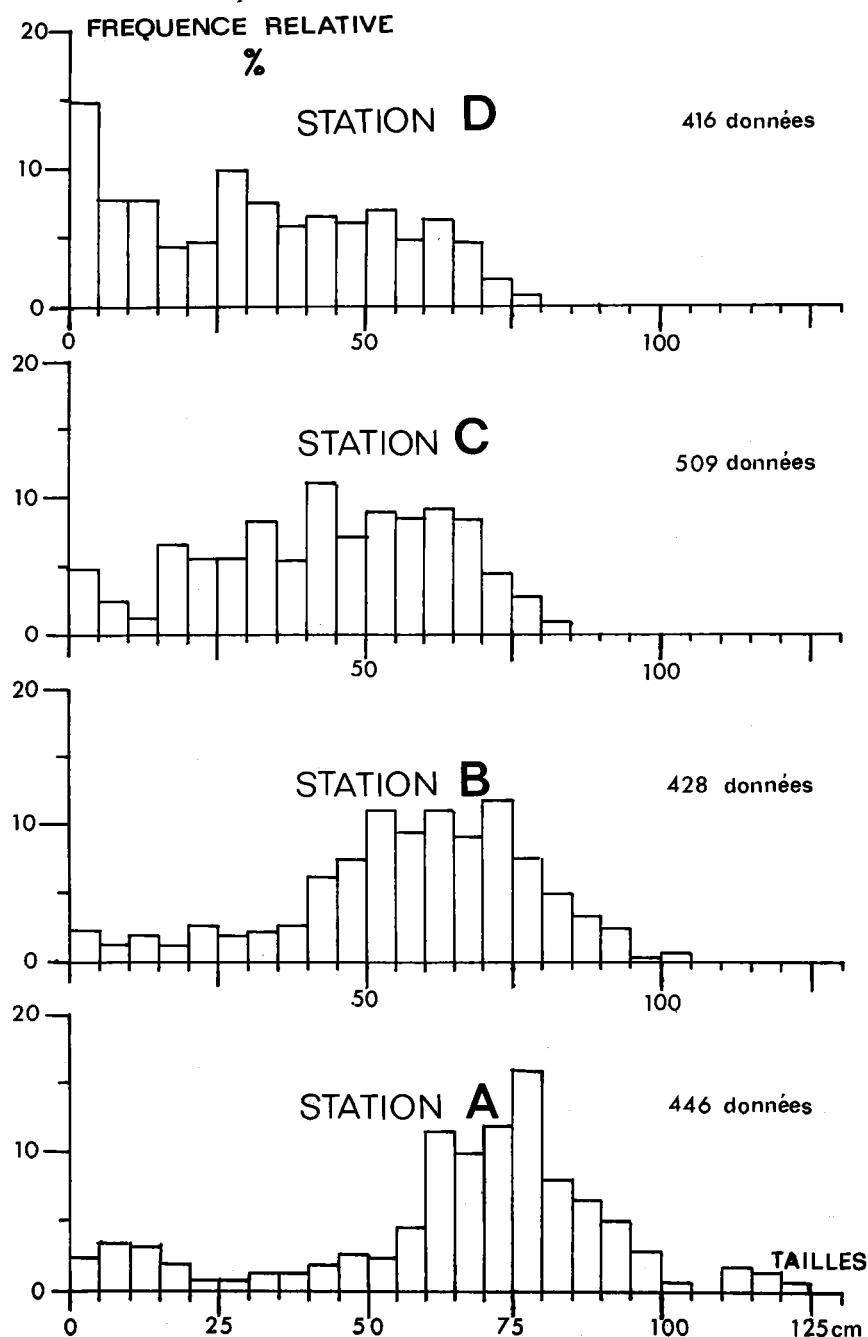 FREQUENCE RELATIVE
%
20
10
0
STATION D
416 données
0
50
100
20
10
0
STATION C
509 données
50
100
20
10
0
STATION B
428 données
50
100
20
10
0
STATION A
446 données
TAILLES
0
25
50
75
100
125cm